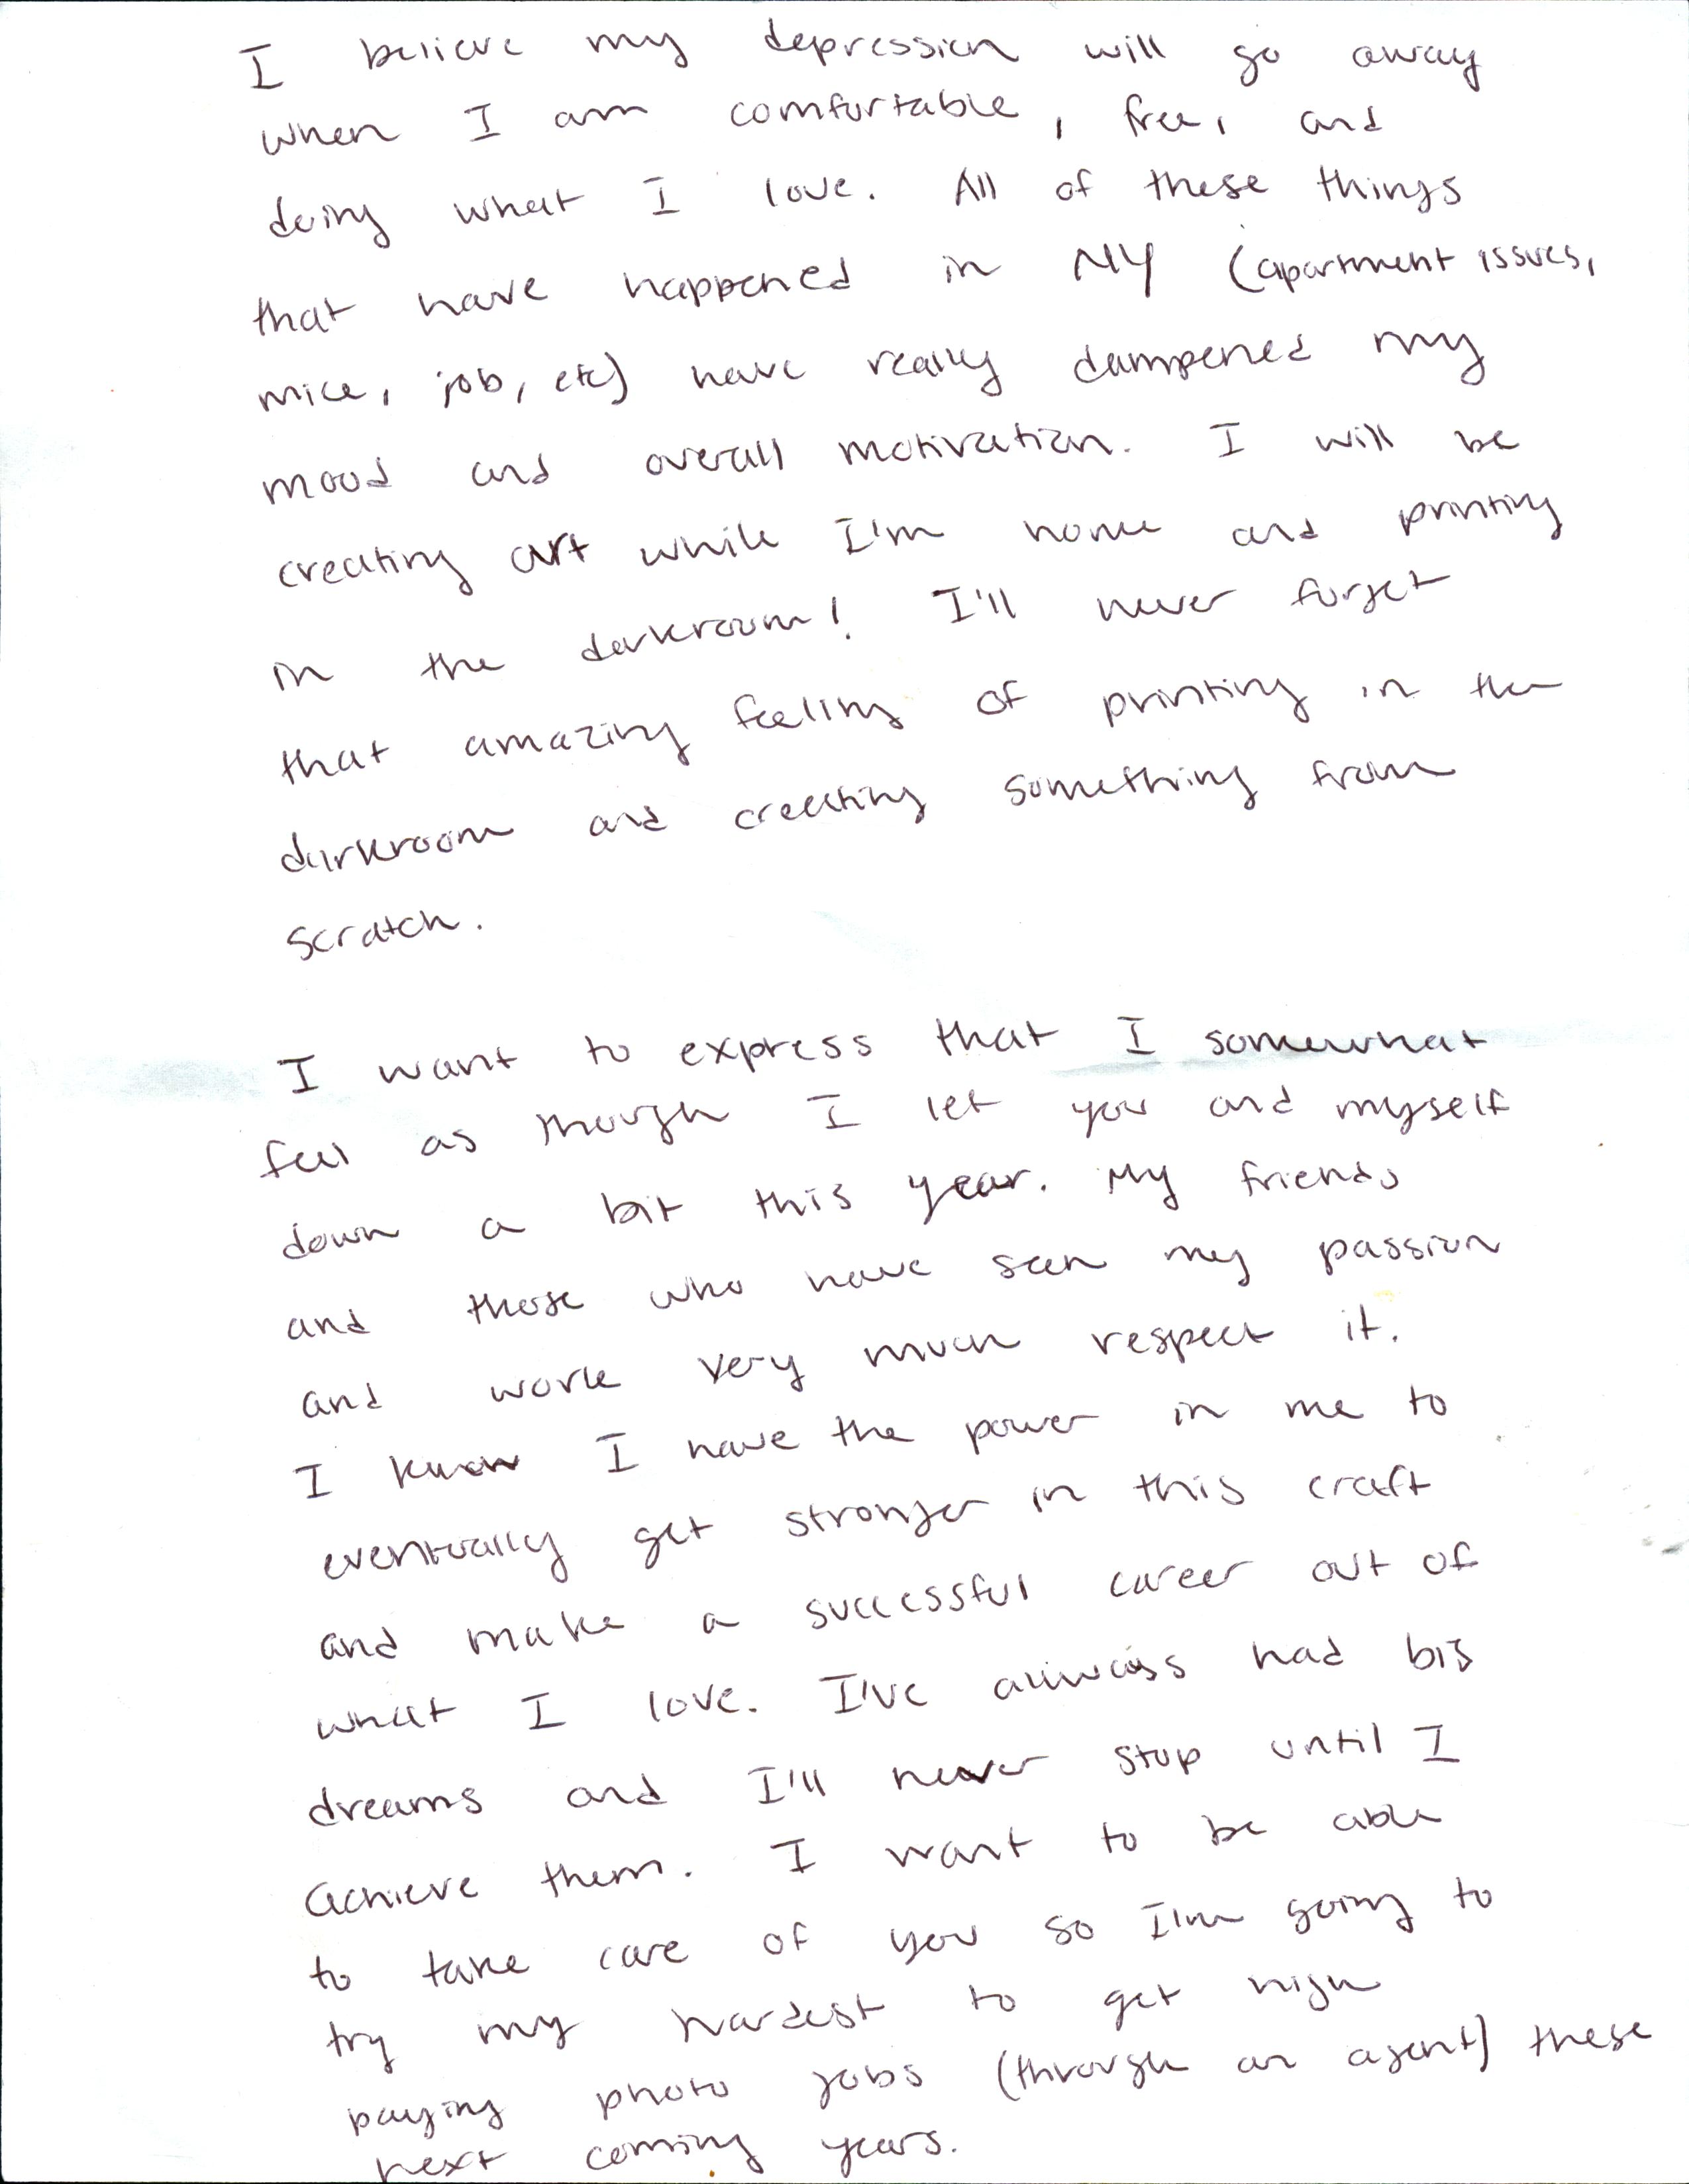 I believe my depression will go away
when I am comfortable, free, and
doing what I love. All of these things
that have happened in NY (apartment issues,
mice, job, etc) have really dampened my
mood and overall motivation. I will be
creating art while I'm home and printing
in the darkroom! I'll never forget
that amazing feeling of printing in the
darkroom and creating something from
scratch.
I want to express that I somewhat
feel as though I let you and myself
down a bit this year. My friends
and those who have seen my passion
and work very much respect it.
I know I have the power in me to
eventually get stronger in this craft
and make a successful career out of
what I love. I've always had big
dreams and I'll never stop until I
achieve them. I want to be able
to take care of you so I'm going to
try my hardest to get high
paying photo jobs (through an agent) these
next coming years.